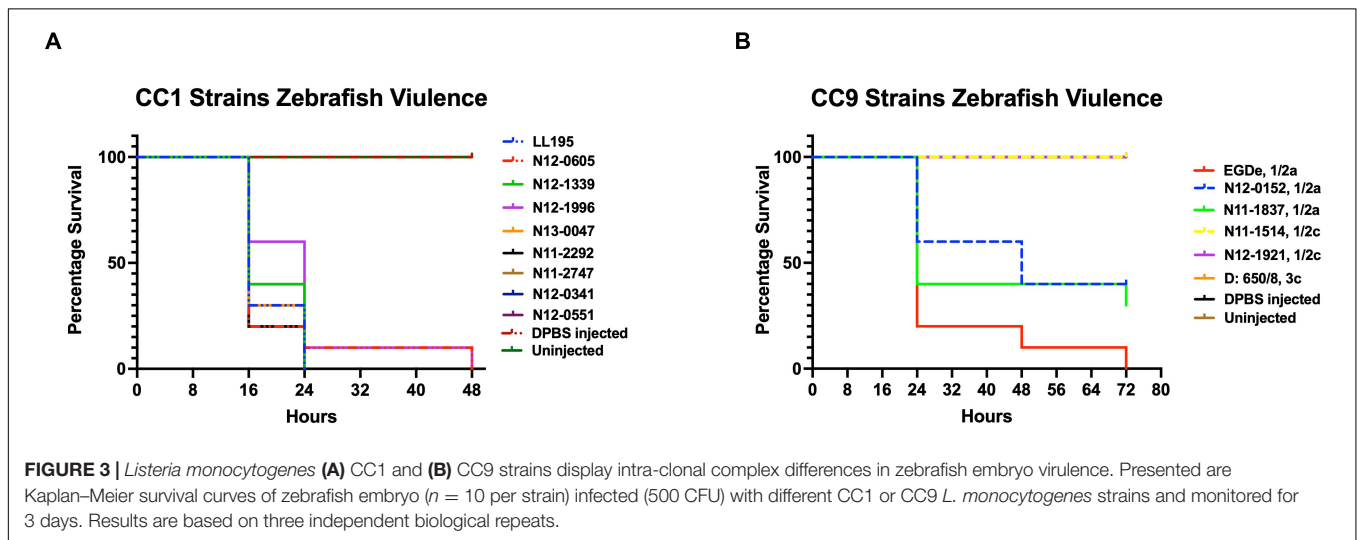 A
CC1 Strains Zebrafish Viulence
Percentage Survival
100
50
0
0 8 16 24 32 40 48
Hours
LL195
N12-0605
N12-1339
N12-1996
N13-0047
N11-2292
N11-2747
N12-0341
N12-0551
DPBS injected
Uninjected
B
CC9 Strains Zebrafish Viulence
Percentage Survival
100
50
0
0 8 16 24 32 40 48 56 64 72 80
Hours
EGDe, 1/2a
N12-0152, 1/2a
N11-1837, 1/2a
N11-1514, 1/2c
N12-1921, 1/2c
D: 650/8, 3c
DPBS injected
Uninjected
FIGURE 3 | Listeria monocytogenes (A) CC1 and (B) CC9 strains display intra-clonal complex differences in zebrafish embryo virulence. Presented are
Kaplan–Meier survival curves of zebrafish embryo (n = 10 per strain) infected (500 CFU) with different CC1 or CC9 L. monocytogenes strains and monitored for
3 days. Results are based on three independent biological repeats.